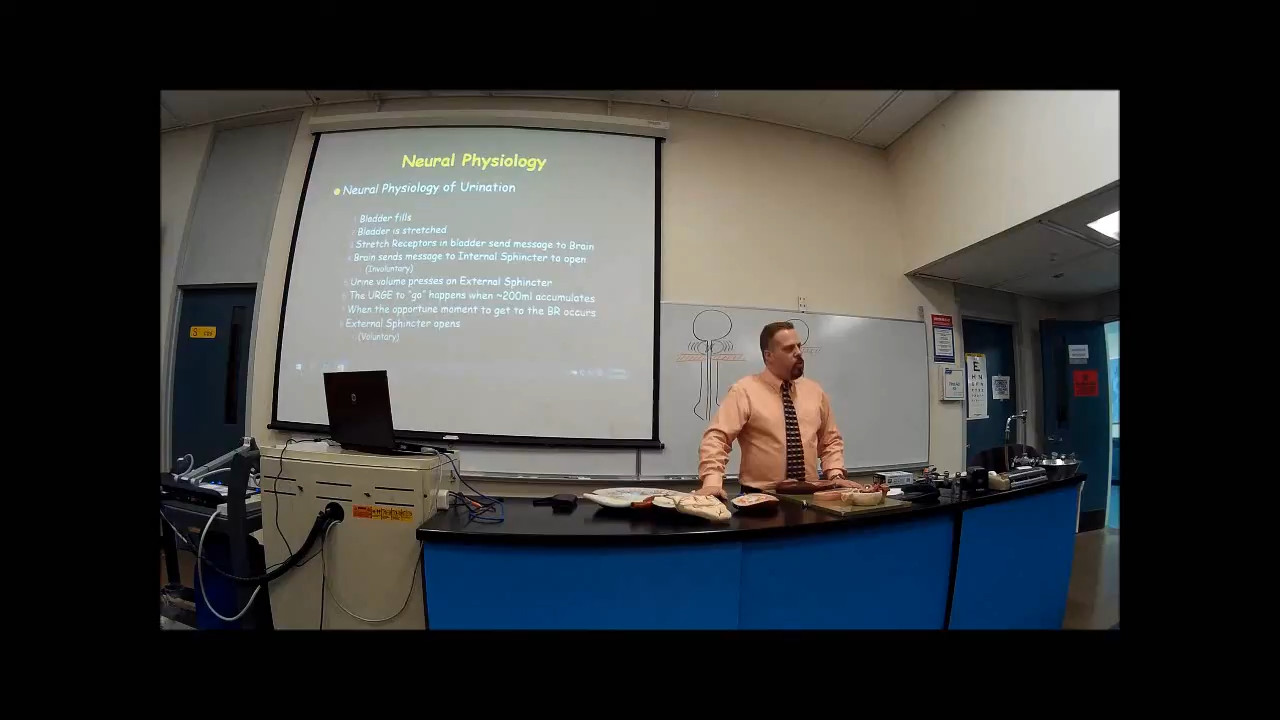 Neural Physiology
Neural Physiology of Urination
Bladder fills
Bladder is stretched
Stretch Receptors in bladder send message to Brain
Brain sends message to Internal Sphincter to open
(Involuntary)
Urine volume presses on External Sphincter
The URGE to "go" happens when ~200ml accumulates
When the opportune moment to get to the BR occurs
External Sphincter opens
(Voluntary)
E